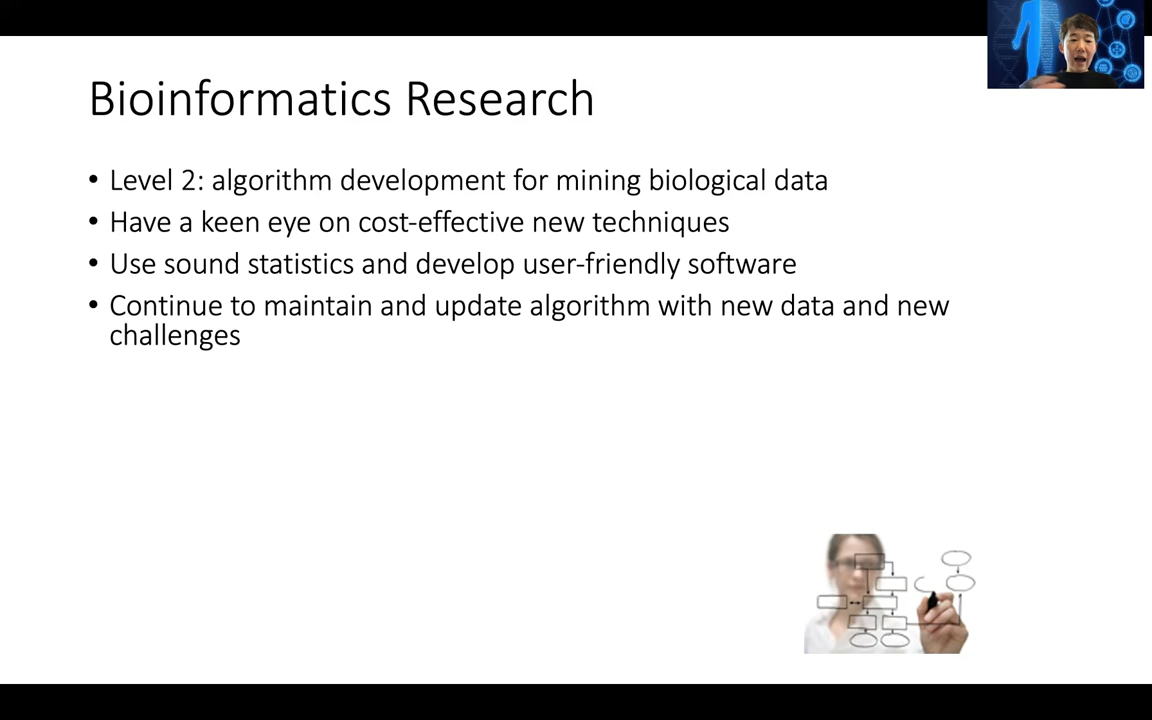 Bioinformatics Research
• Level 2: algorithm development for mining biological data
• Have a keen eye on cost-effective new techniques
• Use sound statistics and develop user-friendly software
• Continue to maintain and update algorithm with new data and new
challenges